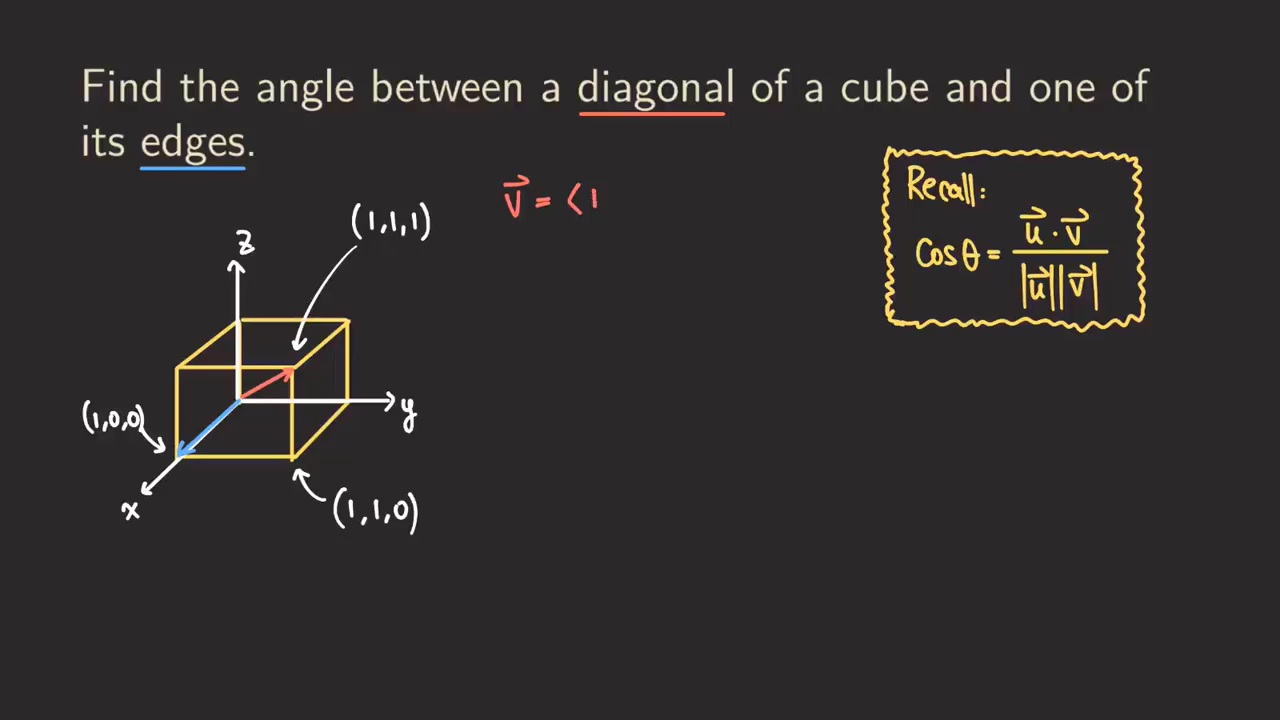 Find the angle between a diagonal of a cube and one of
its edges.
v⃗ = <1
Recall:
Cosθ = u⃗ · v⃗ / |u⃗||v⃗|
(1,1,1)
z
(1,0,0)
y
x
(1,1,0)